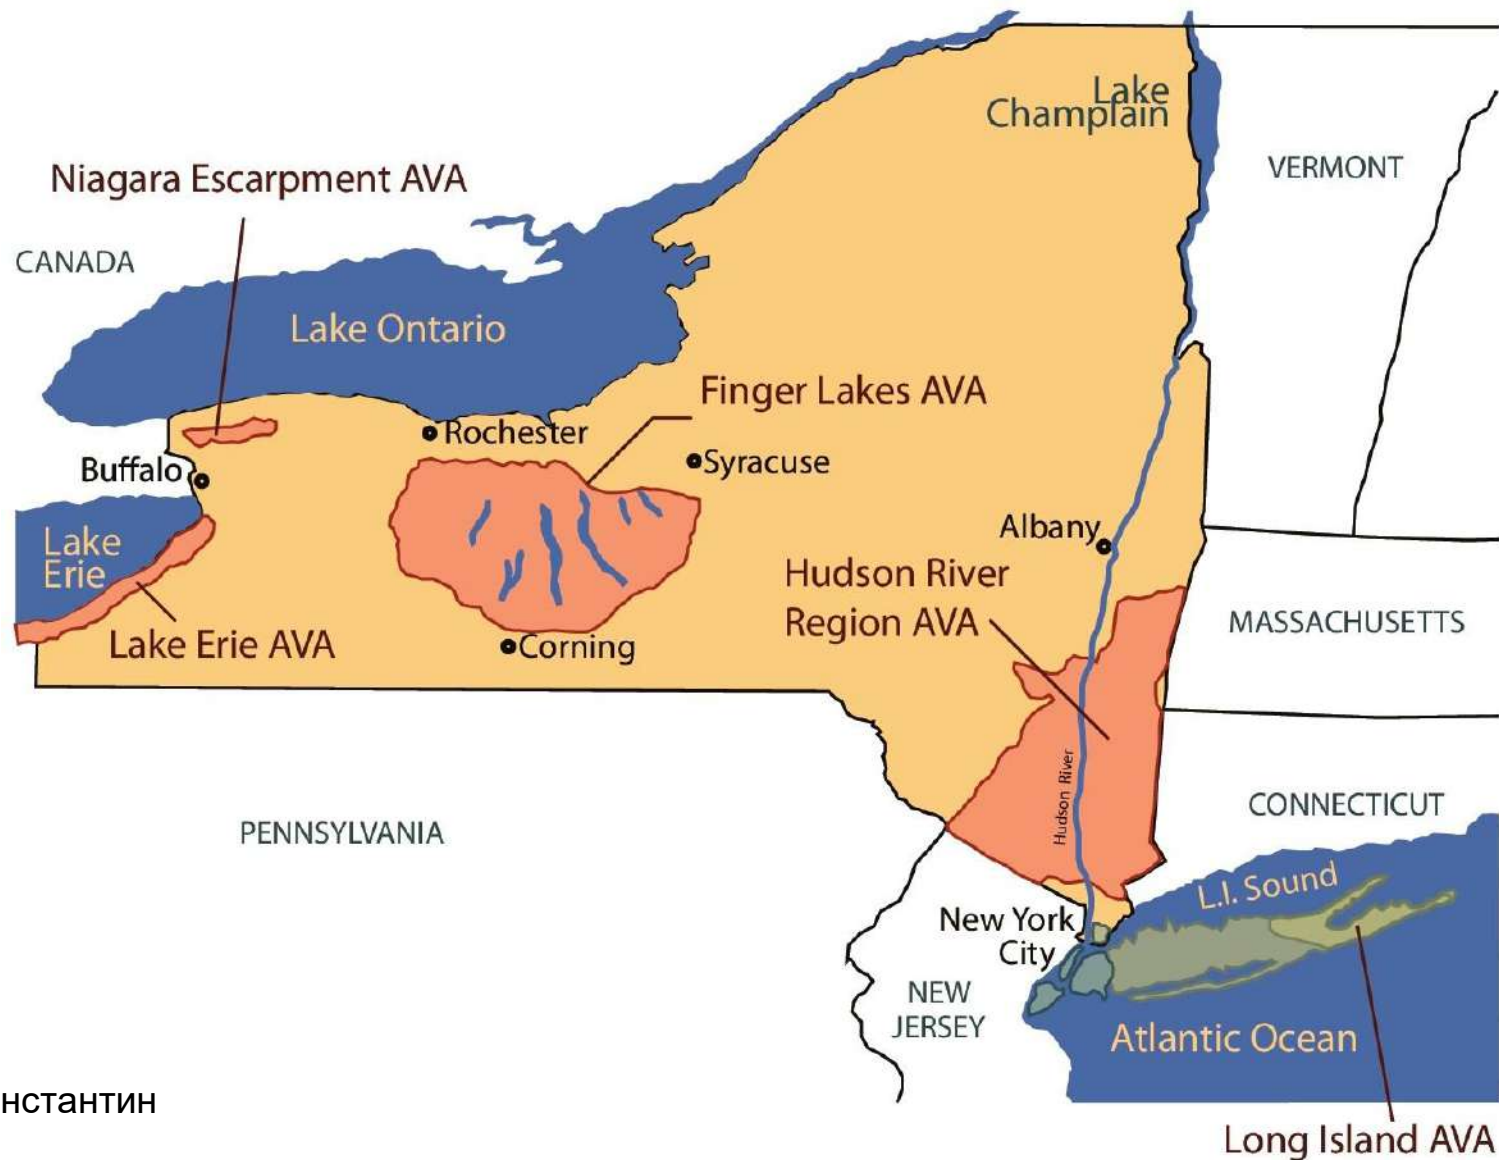 Lake
Champlain
VERMONT
Niagara Escarpment AVA
CANADA
Lake Ontario
Finger Lakes AVA
Rochester
Syracuse
Buffalo
Lake
Erie
Albany
Hudson River
Region AVA
MASSACHUSETTS
Lake Erie AVA
Corning
Hudson River
CONNECTICUT
PENNSYLVANIA
L.I. Sound
New York
City
NEW
JERSEY
Atlantic Ocean
нстантин
Long Island AVA